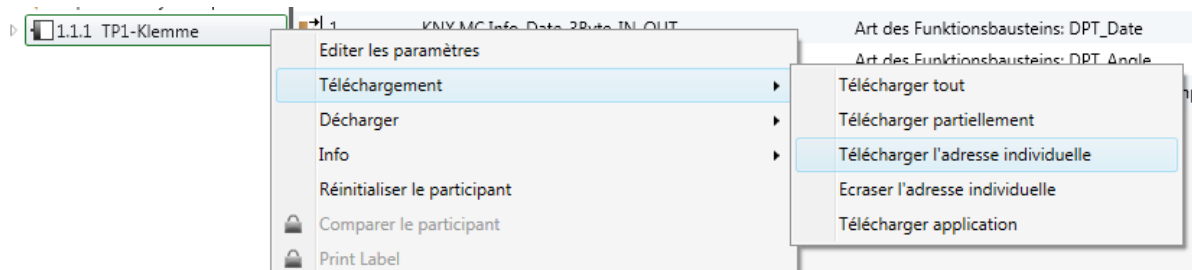 1.1.1 TP1-Klemme
1 KNX MC Info_Date_3Byte_IN_OUT Art des Funktionsbausteins: DPT_Date
Art des Funktionsbausteins: DPT_Angle
Editer les paramètres
Téléchargement
Décharger
Info
Réinitialiser le participant
Comparer le participant
Print Label
Télécharger tout
Télécharger partiellement
Télécharger l'adresse individuelle
Ecraser l'adresse individuelle
Télécharger application